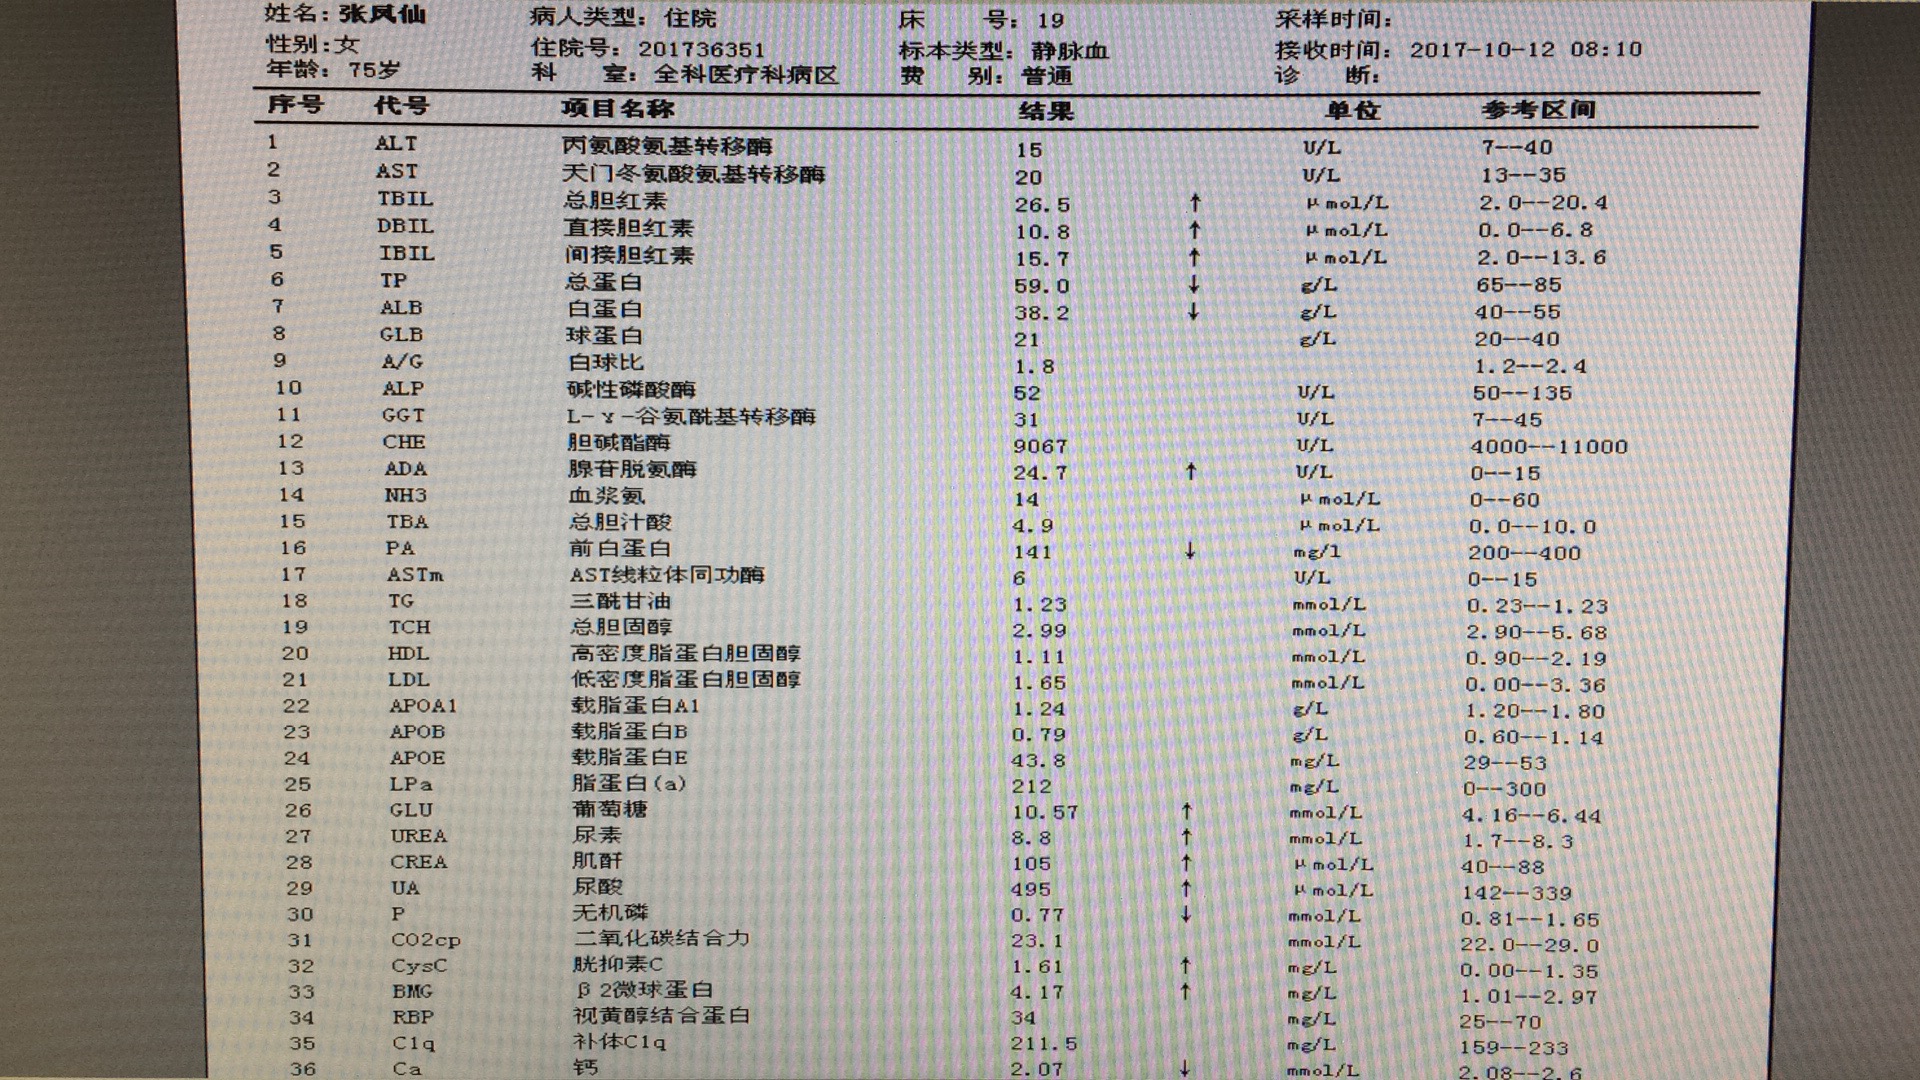 姓名: 张凤仙 病人类型: 住院 床 号: 19 采样时间:
性别:女 住院号: 201736351 标本类型: 静脉血 接收时间: 2017-10-12 08:10
年龄: 75岁 科 室: 全科医疗科病区 费 别: 普通 诊 断:
序号 代号 项目名称 结果 单位 参考区间
1 ALT 丙氨酸氨基转移酶 15 U/L 7--40
2 AST 天门冬氨酸氨基转移酶 20 U/L 13--35
3 TBIL 总胆红素 26.5 ↑ μmol/L 2.0--20.4
4 DBIL 直接胆红素 10.8 ↑ μmol/L 0.0--6.8
5 IBIL 间接胆红素 15.7 ↑ μmol/L 2.0--13.6
6 TP 总蛋白 59.0 ↓ g/L 65--85
7 ALB 白蛋白 38.2 ↓ g/L 40--55
8 GLB 球蛋白 21 g/L 20--40
9 A/G 白球比 1.8 1.2--2.4
10 ALP 碱性磷酸酶 52 U/L 50--135
11 GGT L-γ-谷氨酰基转移酶 31 U/L 7--45
12 CHE 胆碱酯酶 9067 U/L 4000--11000
13 ADA 腺苷脱氨酶 24.7 ↑ U/L 0--15
14 NH3 血浆氨 14 μmol/L 0--60
15 TBA 总胆汁酸 4.9 μmol/L 0.0--10.0
16 PA 前白蛋白 141 ↓ mg/l 200--400
17 ASTm AST线粒体同功酶 6 U/L 0--15
18 TG 三酰甘油 1.23 mmol/L 0.23--1.23
19 TCH 总胆固醇 2.99 mmol/L 2.90--5.68
20 HDL 高密度脂蛋白胆固醇 1.11 mmol/L 0.90--2.19
21 LDL 低密度脂蛋白胆固醇 1.65 mmol/L 0.00--3.36
22 APOA1 载脂蛋白A1 1.24 g/L 1.20--1.80
23 APOB 载脂蛋白B 0.79 g/L 0.60--1.14
24 APOE 载脂蛋白E 43.8 mg/L 29--53
25 LPa 脂蛋白(a) 212 mg/L 0--300
26 GLU 葡萄糖 10.57 ↑ mmol/L 4.16--6.44
27 UREA 尿素 8.8 ↑ mmol/L 1.7--8.3
28 CREA 肌酐 105 ↑ μmol/L 40--88
29 UA 尿酸 495 ↑ μmol/L 142--339
30 P 无机磷 0.77 ↓ mmol/L 0.81--1.65
31 CO2cp 二氧化碳结合力 23.1 mmol/L 22.0--29.0
32 CysC 胱抑素C 1.61 ↑ mg/L 0.00--1.35
33 BMG β2微球蛋白 4.17 ↑ mg/L 1.01--2.97
34 RBP 视黄醇结合蛋白 34 mg/L 25--70
35 C1q 补体C1q 211.5 mg/L 159--233
36 Ca 钙 2.07 ↓ mmol/L 2.08--2.6